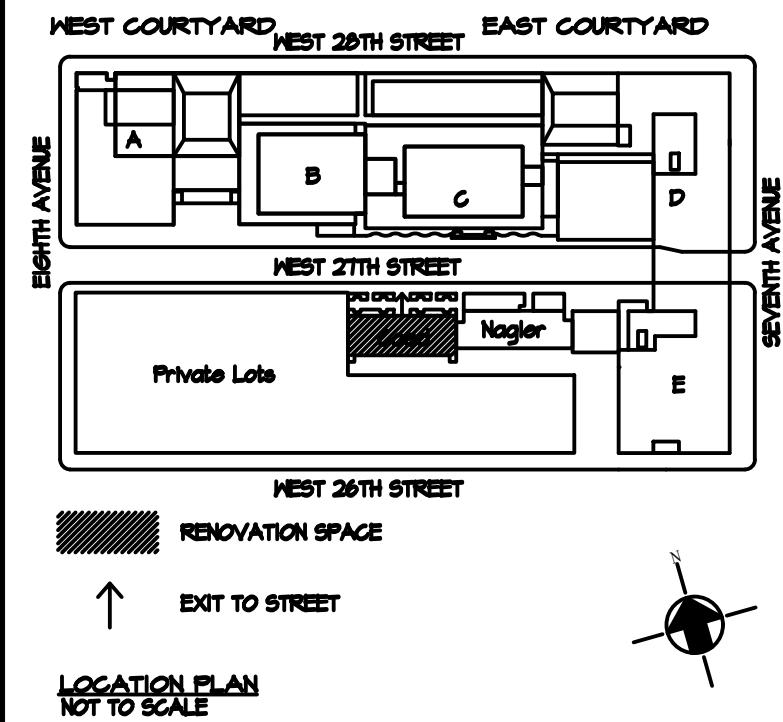 WEST COURTYARD
EAST COURTYARD
WEST 28TH STREET
EIGHTH AVENUE
A
B
C
D
SEVENTH AVENUE
WEST 27TH STREET
Nagler
Private Lots
E
WEST 26TH STREET
RENOVATION SPACE
EXIT TO STREET
N
LOCATION PLAN
NOT TO SCALE